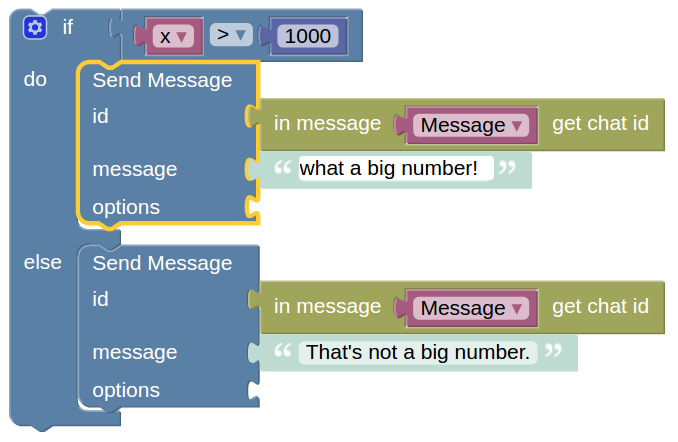 if x ▾ > ▾ 1000
do Send Message
id in message Message ▾ get chat id
message “ what a big number! ”
options
else Send Message
id in message Message ▾ get chat id
message “ That's not a big number. ”
options